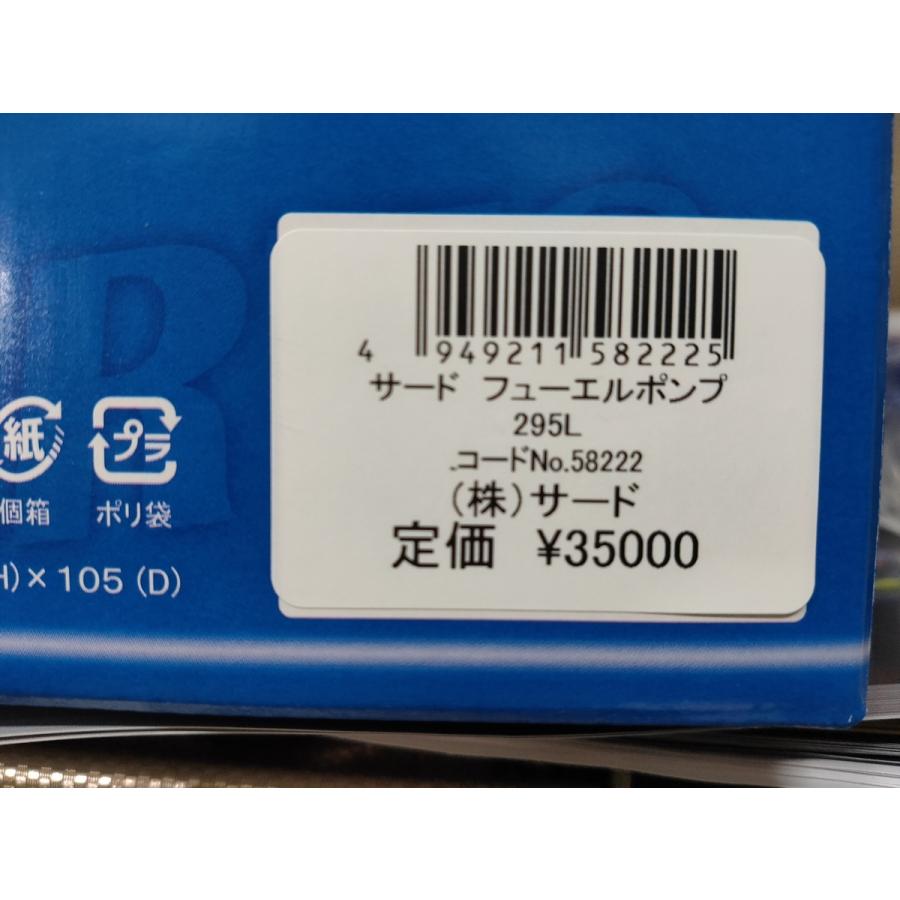 4 949211 582225
サード フューエルポンプ
295L
コードNo.58222
(株)サード
定価 ¥35000
R
紙
プラ
個箱 ポリ袋
H)×105(D)